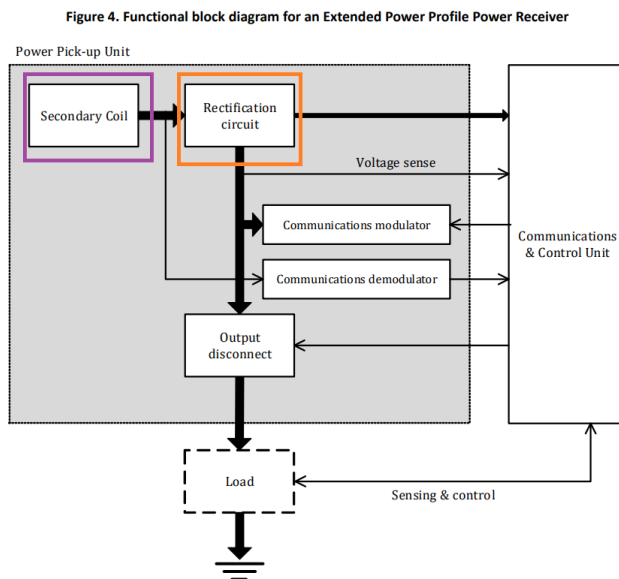 Figure 4. Functional block diagram for an Extended Power Profile Power Receiver
Power Pick-up Unit
Secondary Coil
Rectification
circuit
Voltage sense
Communications modulator
Communications
& Control Unit
Communications demodulator
Output
disconnect
Load
Sensing & control